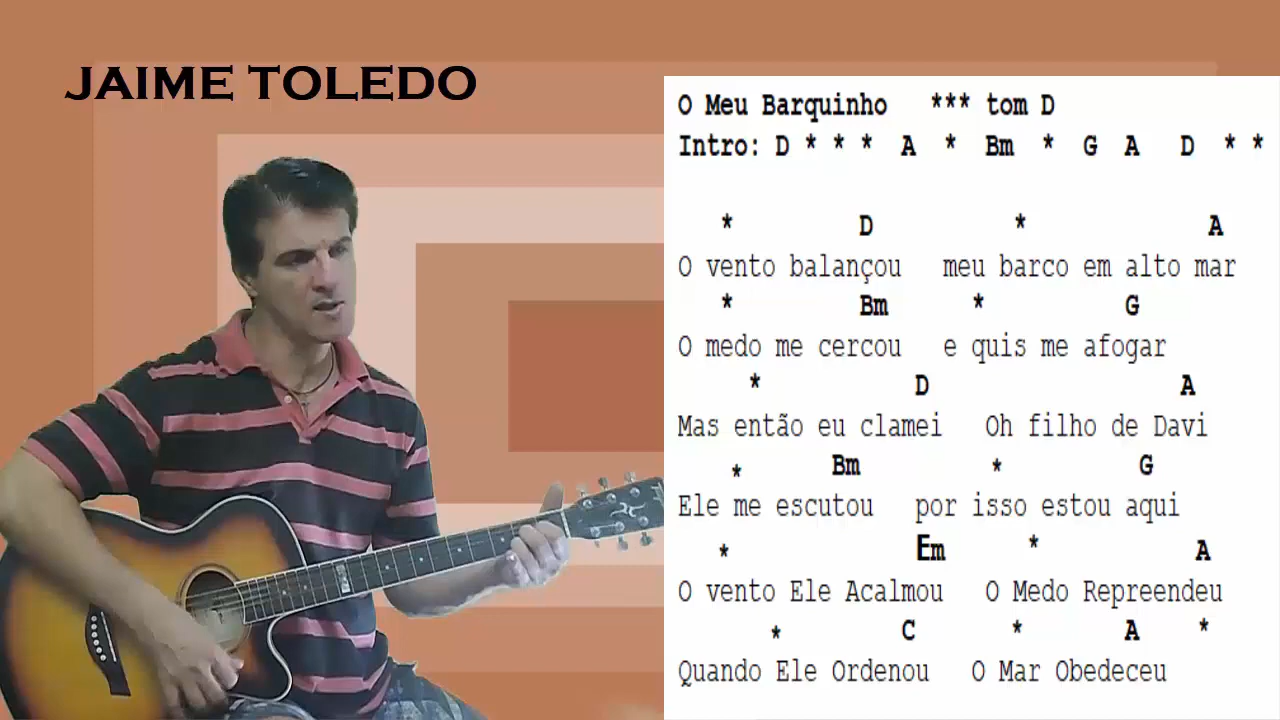 JAIME TOLEDO
O Meu Barquinho *** tom D
Intro: D * * * A * Bm * G A D * *
* D * A
O vento balançou meu barco em alto mar
* Bm * G
O medo me cercou e quis me afogar
* D A
Mas então eu clamei Oh filho de Davi
* Bm * G
Ele me escutou por isso estou aqui
* Em * A
O vento Ele Acalmou O Medo Repreendeu
* C * A *
Quando Ele Ordenou O Mar Obedeceu